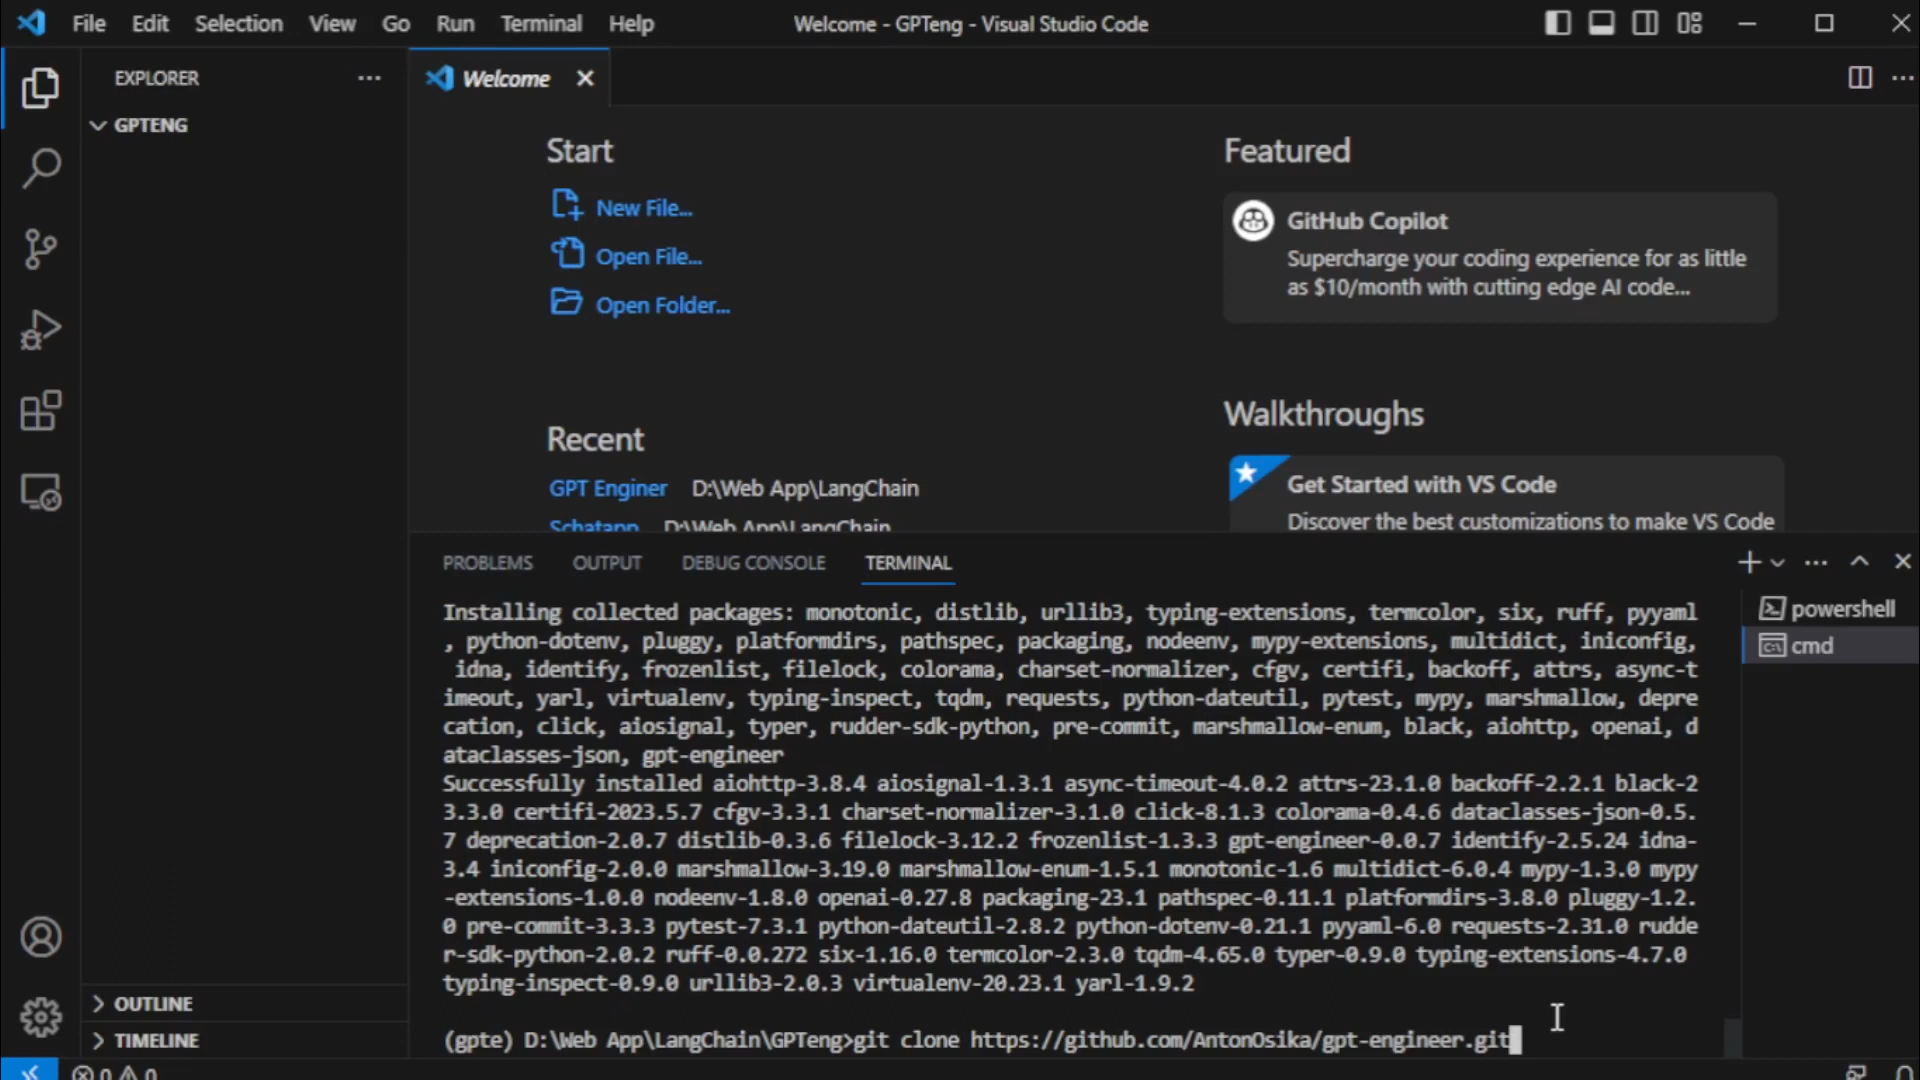 File Edit Selection View Go Run Terminal Help
Welcome - GPTeng - Visual Studio Code
EXPLORER
GPTENG
OUTLINE
TIMELINE
Welcome
Start
New File...
Open File...
Open Folder...
Recent
GPT Enginer D:\Web App\LangChain
Schatapp D:\Web App\LangChain
Featured
GitHub Copilot
Supercharge your coding experience for as little
as $10/month with cutting edge AI code...
Walkthroughs
Get Started with VS Code
Discover the best customizations to make VS Code
PROBLEMS OUTPUT DEBUG CONSOLE TERMINAL
Installing collected packages: monotonic, distlib, urllib3, typing-extensions, termcolor, six, ruff, pyyaml
, python-dotenv, pluggy, platformdirs, pathspec, packaging, nodeenv, mypy-extensions, multidict, iniconfig,
idna, identify, frozenlist, filelock, colorama, charset-normalizer, cfgv, certifi, backoff, attrs, async-t
imeout, yarl, virtualenv, typing-inspect, tqdm, requests, python-dateutil, pytest, mypy, marshmallow, depre
cation, click, aiosignal, typer, rudder-sdk-python, pre-commit, marshmallow-enum, black, aiohttp, openai, d
ataclasses-json, gpt-engineer
Successfully installed aiohttp-3.8.4 aiosignal-1.3.1 async-timeout-4.0.2 attrs-23.1.0 backoff-2.2.1 black-2
3.3.0 certifi-2023.5.7 cfgv-3.3.1 charset-normalizer-3.1.0 click-8.1.3 colorama-0.4.6 dataclasses-json-0.5.
7 deprecation-2.0.7 distlib-0.3.6 filelock-3.12.2 frozenlist-1.3.3 gpt-engineer-0.0.7 identify-2.5.24 idna-
3.4 iniconfig-2.0.0 marshmallow-3.19.0 marshmallow-enum-1.5.1 monotonic-1.6 multidict-6.0.4 mypy-1.3.0 mypy
-extensions-1.0.0 nodeenv-1.8.0 openai-0.27.8 packaging-23.1 pathspec-0.11.1 platformdirs-3.8.0 pluggy-1.2.
0 pre-commit-3.3.3 pytest-7.3.1 python-dateutil-2.8.2 python-dotenv-0.21.1 pyyaml-6.0 requests-2.31.0 rudde
r-sdk-python-2.0.2 ruff-0.0.272 six-1.16.0 termcolor-2.3.0 tqdm-4.65.0 typer-0.9.0 typing-extensions-4.7.0
typing-inspect-0.9.0 urllib3-2.0.3 virtualenv-20.23.1 yarl-1.9.2
(gpte) D:\Web App\LangChain\GPTeng>git clone https://github.com/AntonOsika/gpt-engineer.git
powershell
cmd
0 0